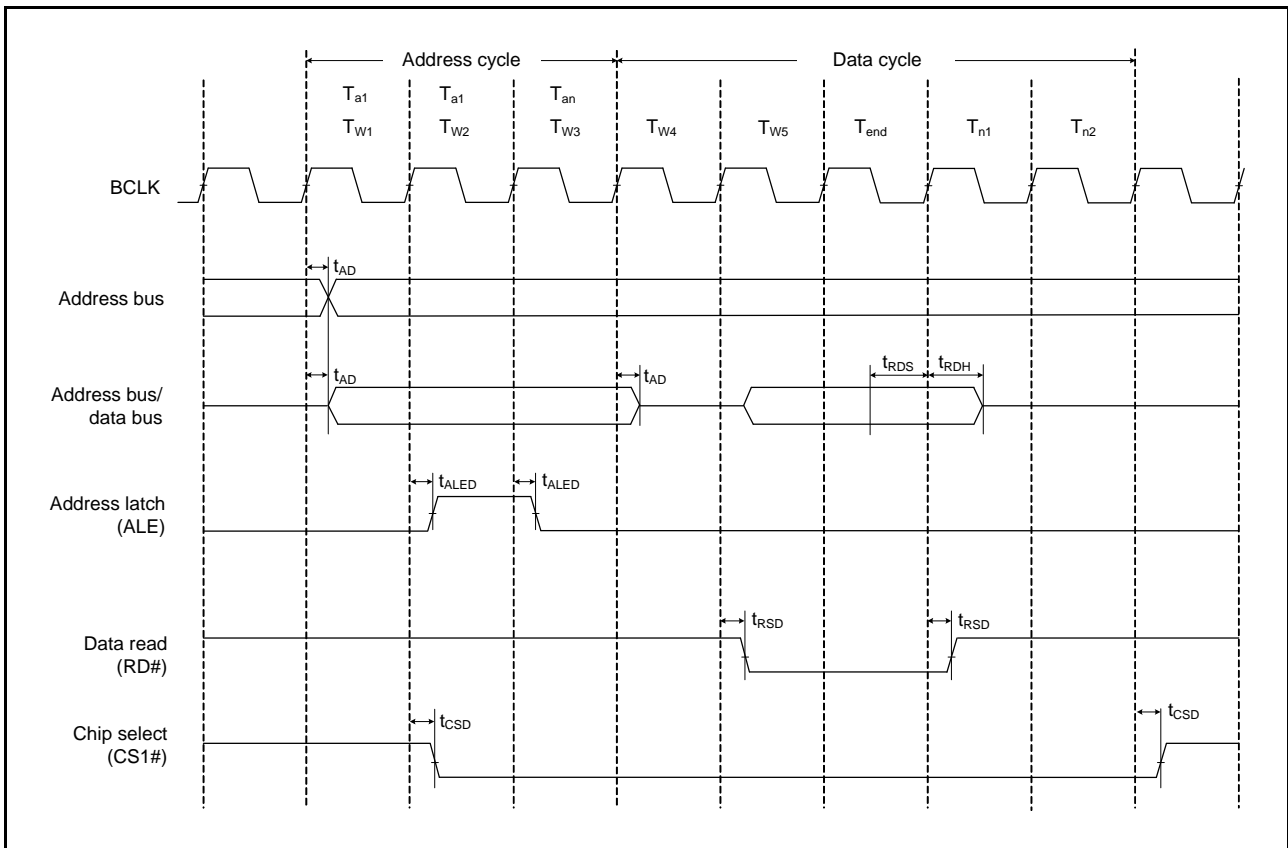 Address cycle Data cycle
Ta1 Ta1 Tan
TW1 TW2 TW3 TW4 TW5 Tend Tn1 Tn2
BCLK
tAD
Address bus
tRDS tRDH
tAD tAD
Address bus/
data bus
tALED tALED
Address latch
(ALE)
tRSD tRSD
Data read
(RD#)
tCSD tCSD
Chip select
(CS1#)